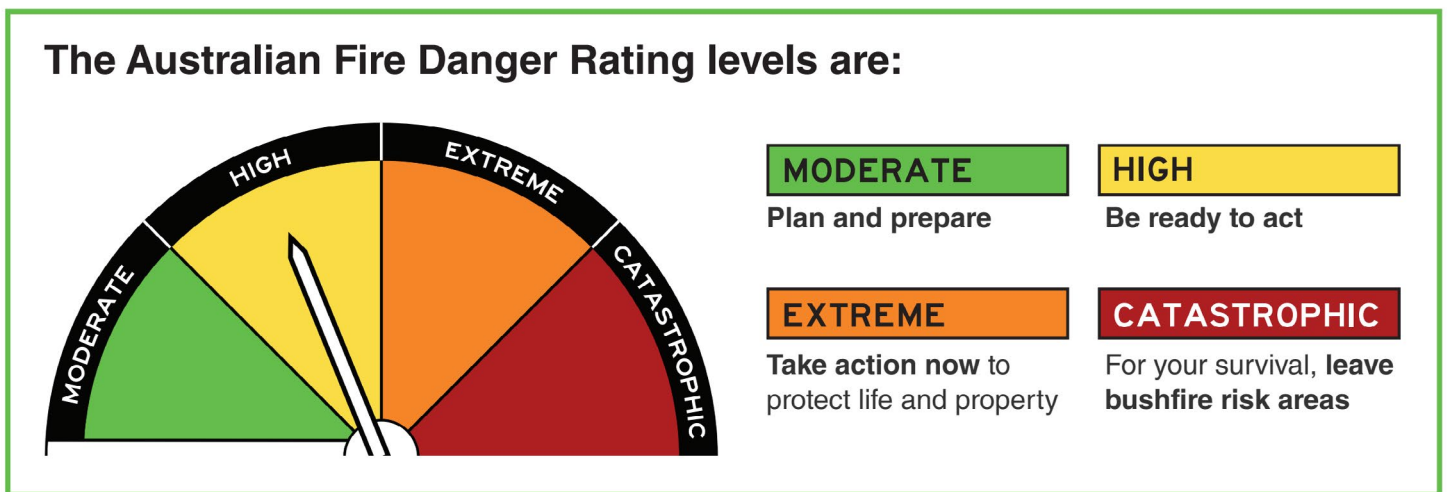 The Australian Fire Danger Rating levels are:
MODERATE
HIGH
EXTREME
CATASTROPHIC
MODERATE
Plan and prepare
HIGH
Be ready to act
EXTREME
Take action now to
protect life and property
CATASTROPHIC
For your survival, leave
bushfire risk areas